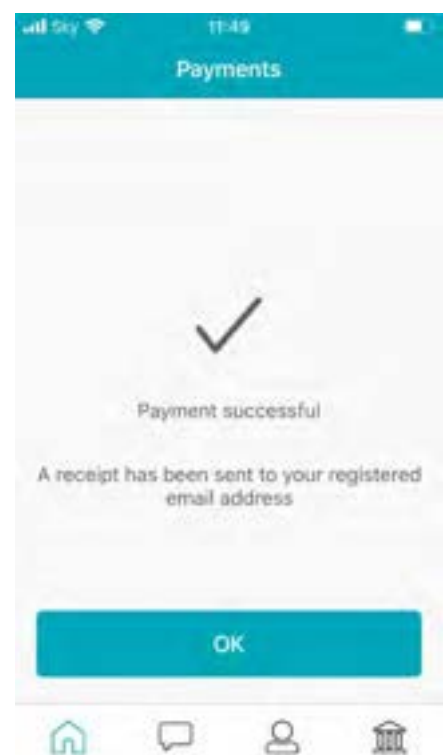 Sky 11:49
Payments
Payment successful
A receipt has been sent to your registered
email address
OK